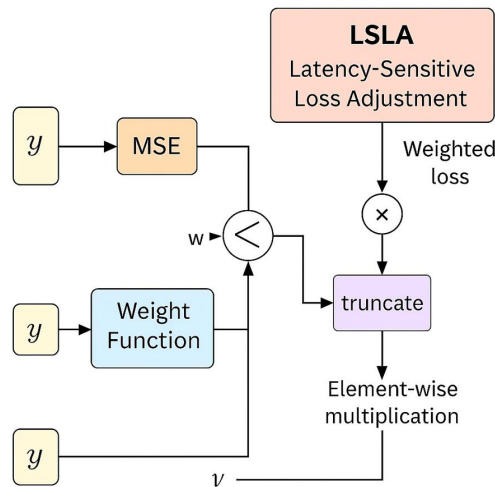 LSLA
Latency-Sensitive
Loss Adjustment
y
MSE
Weighted
loss
×
w
<
y
Weight
Function
truncate
Element-wise
multiplication
y
ν